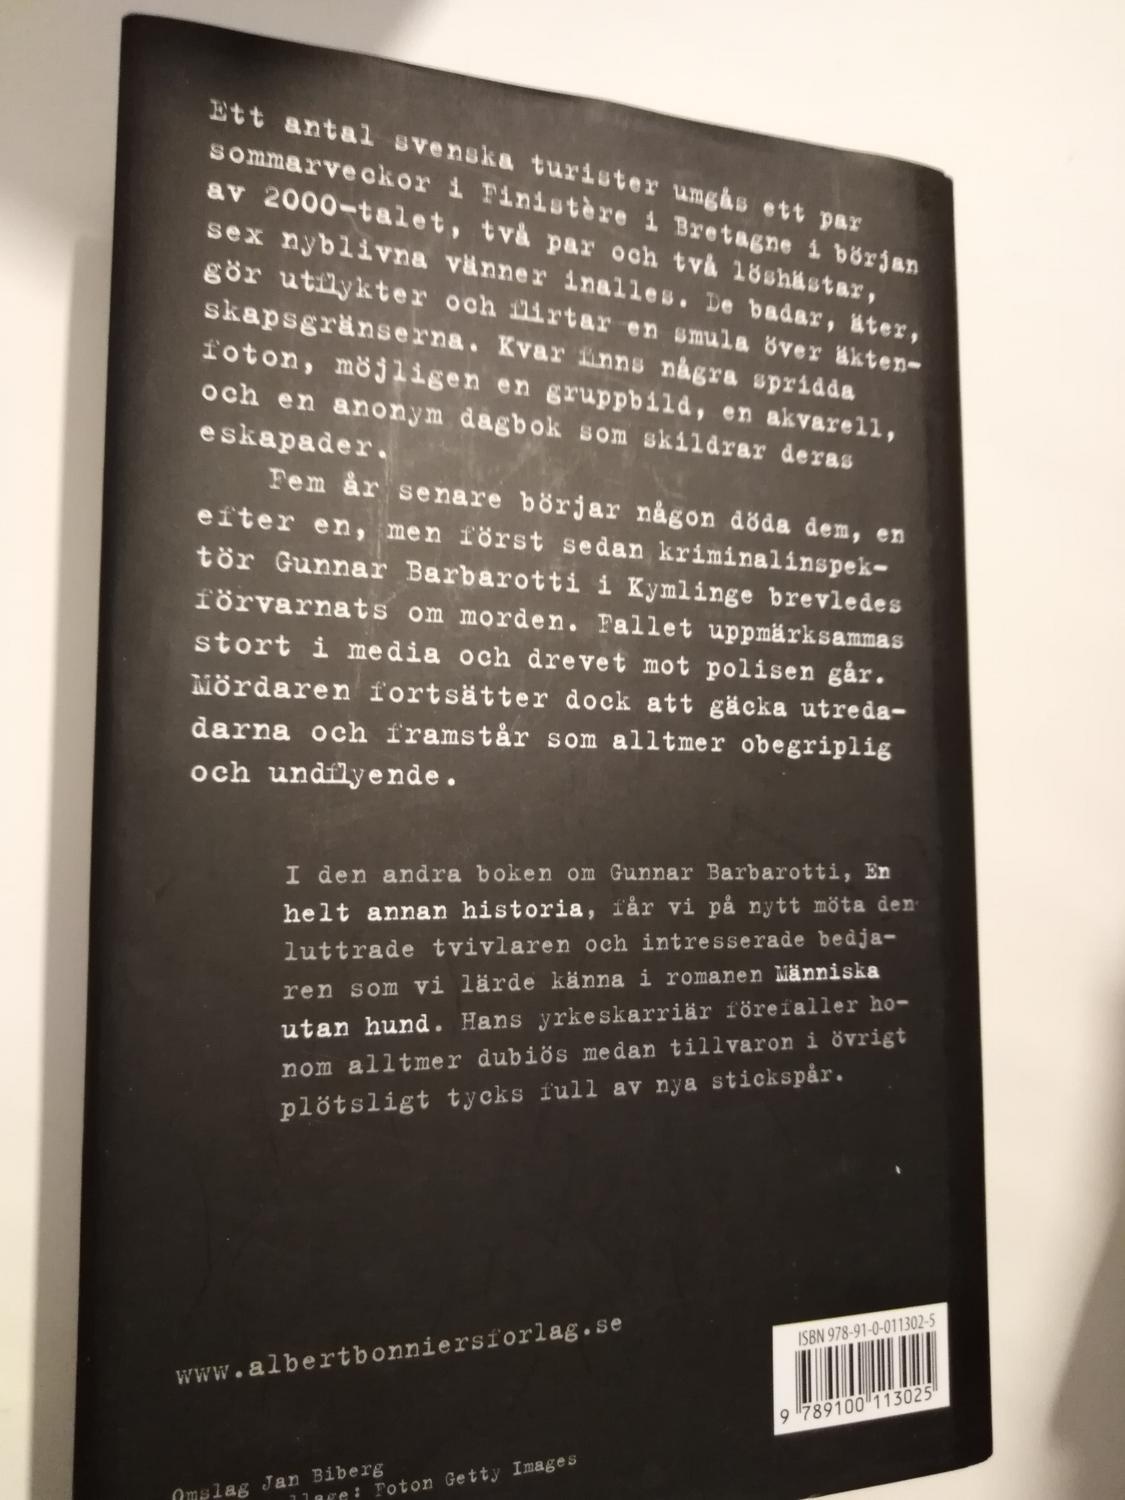 Ett antal svenska turister umgås ett par
sommarveckor i Finistère i Bretagne i början
av 2000-talet, två par och två löshästar,
sex nyblivna vänner inalles. De badar, äter,
gör utflykter och flirtar en smula över äkten-
skapsgränserna. Kvar finns några spridda
foton, möjligen en gruppbild, en akvarell,
och en anonym dagbok som skildrar deras
eskapader.
Fem år senare börjar någon döda dem, en
efter en, men först sedan kriminalinspek-
tör Gunnar Barbarotti i Kymlinge brevledes
förvarnats om morden. Fallet uppmärksammas
stort i media och drevet mot polisen går.
Mördaren fortsätter dock att gäcka utreda-
darna och framstår som alltmer obegriplig
och undflyende.
I den andra boken om Gunnar Barbarotti, En
helt annan historia, får vi på nytt möta den
luttrade tvivlaren och intresserade bedja-
ren som vi lärde känna i romanen Människa
utan hund. Hans yrkeskarriär förefaller ho-
nom alltmer dubiös medan tillvaron i övrigt
plötsligt tycks full av nya stickspår.
www.albertbonniersforlag.se
ISBN 978-91-0-011302-5
9 789100 113025
Omslag Jan Biberg
Foton Getty Images